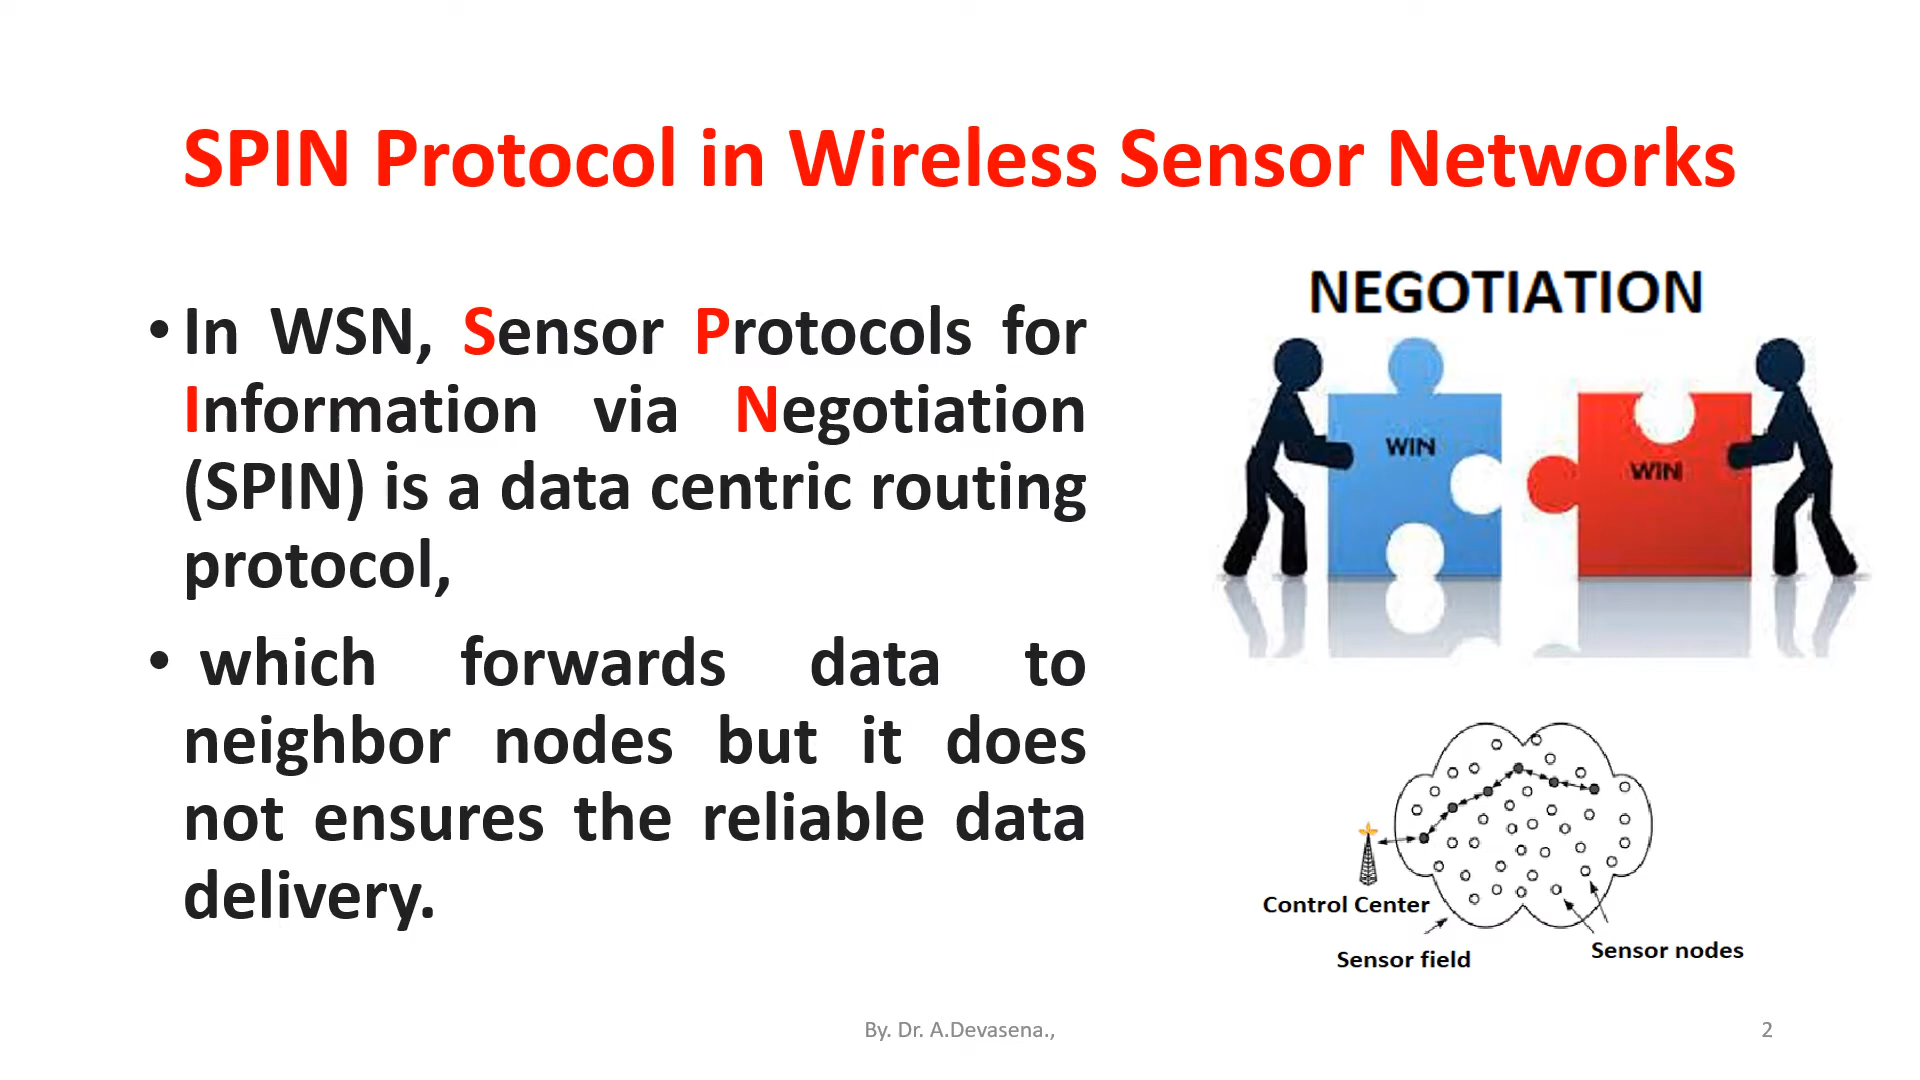 SPIN Protocol in Wireless Sensor Networks
• In WSN, Sensor Protocols for
Information via Negotiation
(SPIN) is a data centric routing
protocol,
• which forwards data to
neighbor nodes but it does
not ensures the reliable data
delivery.
NEGOTIATION
WIN
WIN
Control Center
Sensor field
Sensor nodes
By. Dr. A.Devasena.,
2